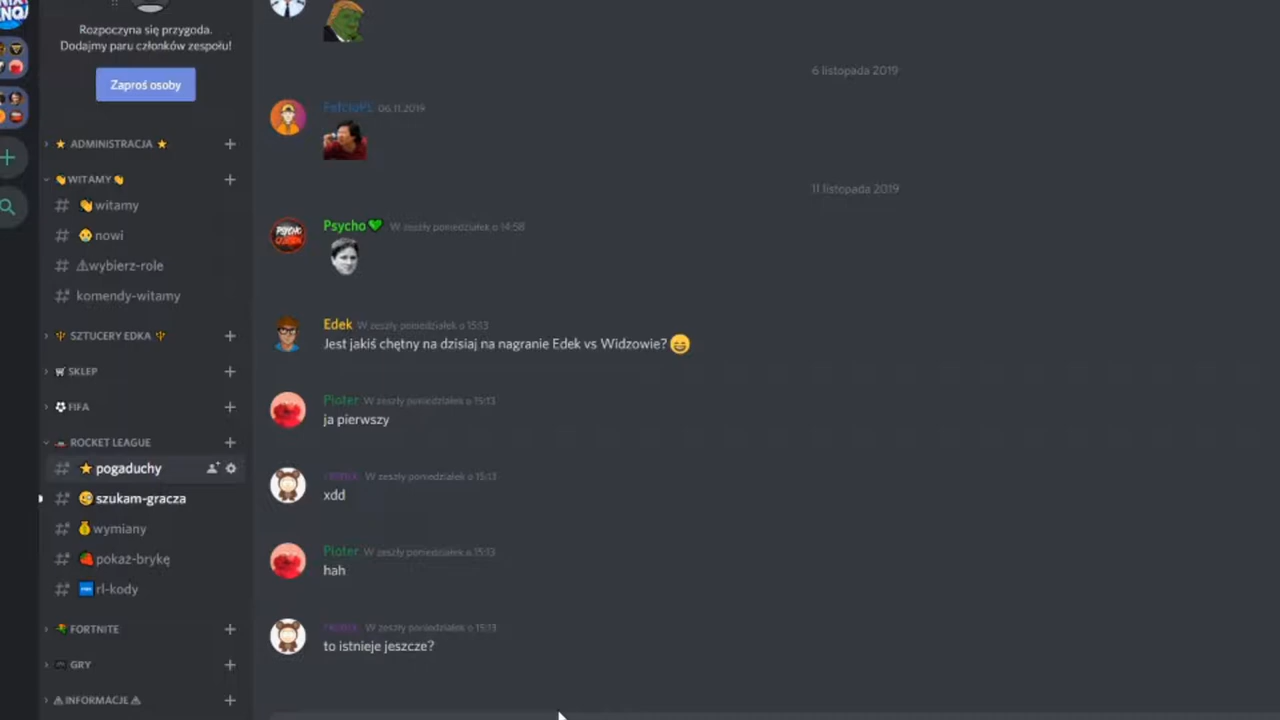 Rozpoczyna się przygoda.
Dodajmy paru członków zespołu!
Zaproś osoby
ADMINISTRACJA
WITAMY
witamy
nowi
wybierz-role
komendy-witamy
SZTUCERY EDKA
SKLEP
FIFA
ROCKET LEAGUE
pogaduchy
szukam-gracza
wymiany
pokaż-brykę
rl-kody
FORTNITE
GRY
INFORMACJE
6 listopada 2019
06.11.2019
11 listopada 2019
Psycho W zeszły poniedziałek o 14:58
Edek W zeszły poniedziałek o 15:13
Jest jakiś chętny na dzisiaj na nagranie Edek vs Widzowie?
Pioter W zeszły poniedziałek o 15:13
ja pierwszy
W zeszły poniedziałek o 15:13
xdd
Pioter W zeszły poniedziałek o 15:13
hah
W zeszły poniedziałek o 15:13
to istnieje jeszcze?